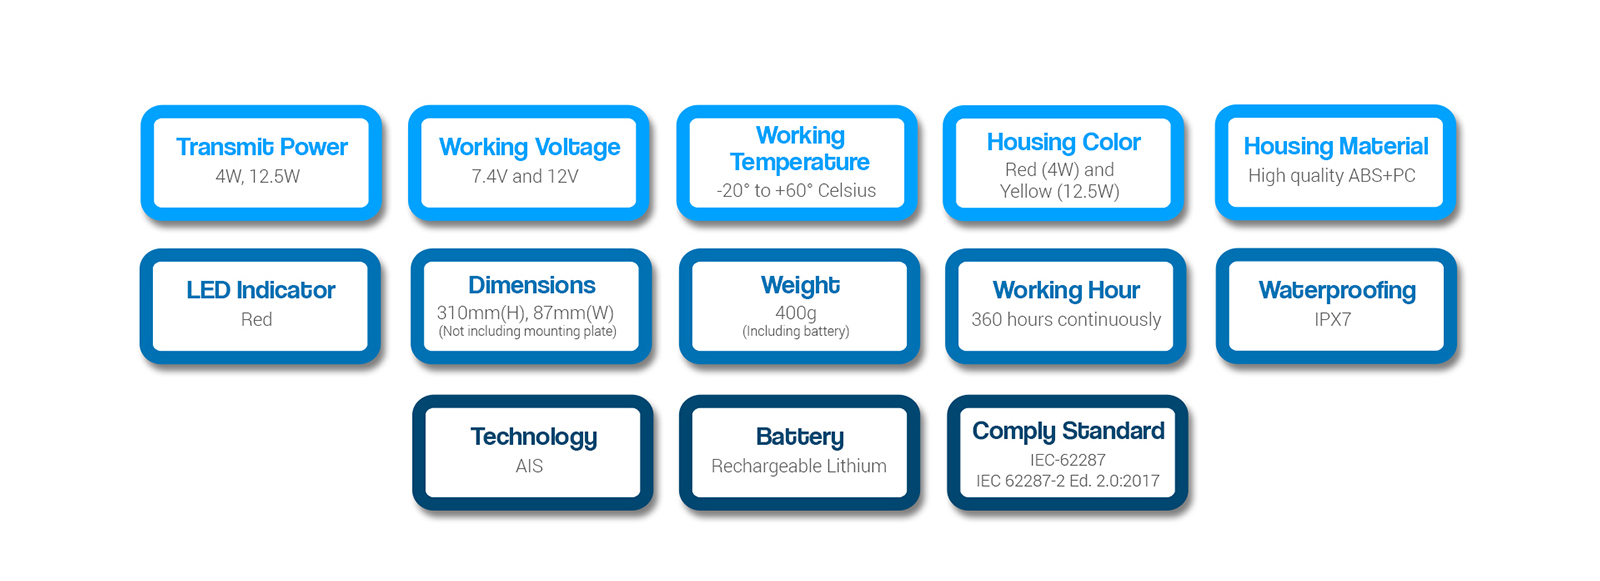 Transmit Power
4W, 12.5W
Working Voltage
7.4V and 12V
Working
Temperature
-20° to +60° Celsius
Housing Color
Red (4W) and
Yellow (12.5W)
Housing Material
High quality ABS+PC
LED Indicator
Red
Dimensions
310mm(H), 87mm(W)
(Not including mounting plate)
Weight
400g
(Including battery)
Working Hour
360 hours continuously
Waterproofing
IPX7
Technology
AIS
Battery
Rechargeable Lithium
Comply Standard
IEC-62287
IEC 62287-2 Ed. 2.0:2017